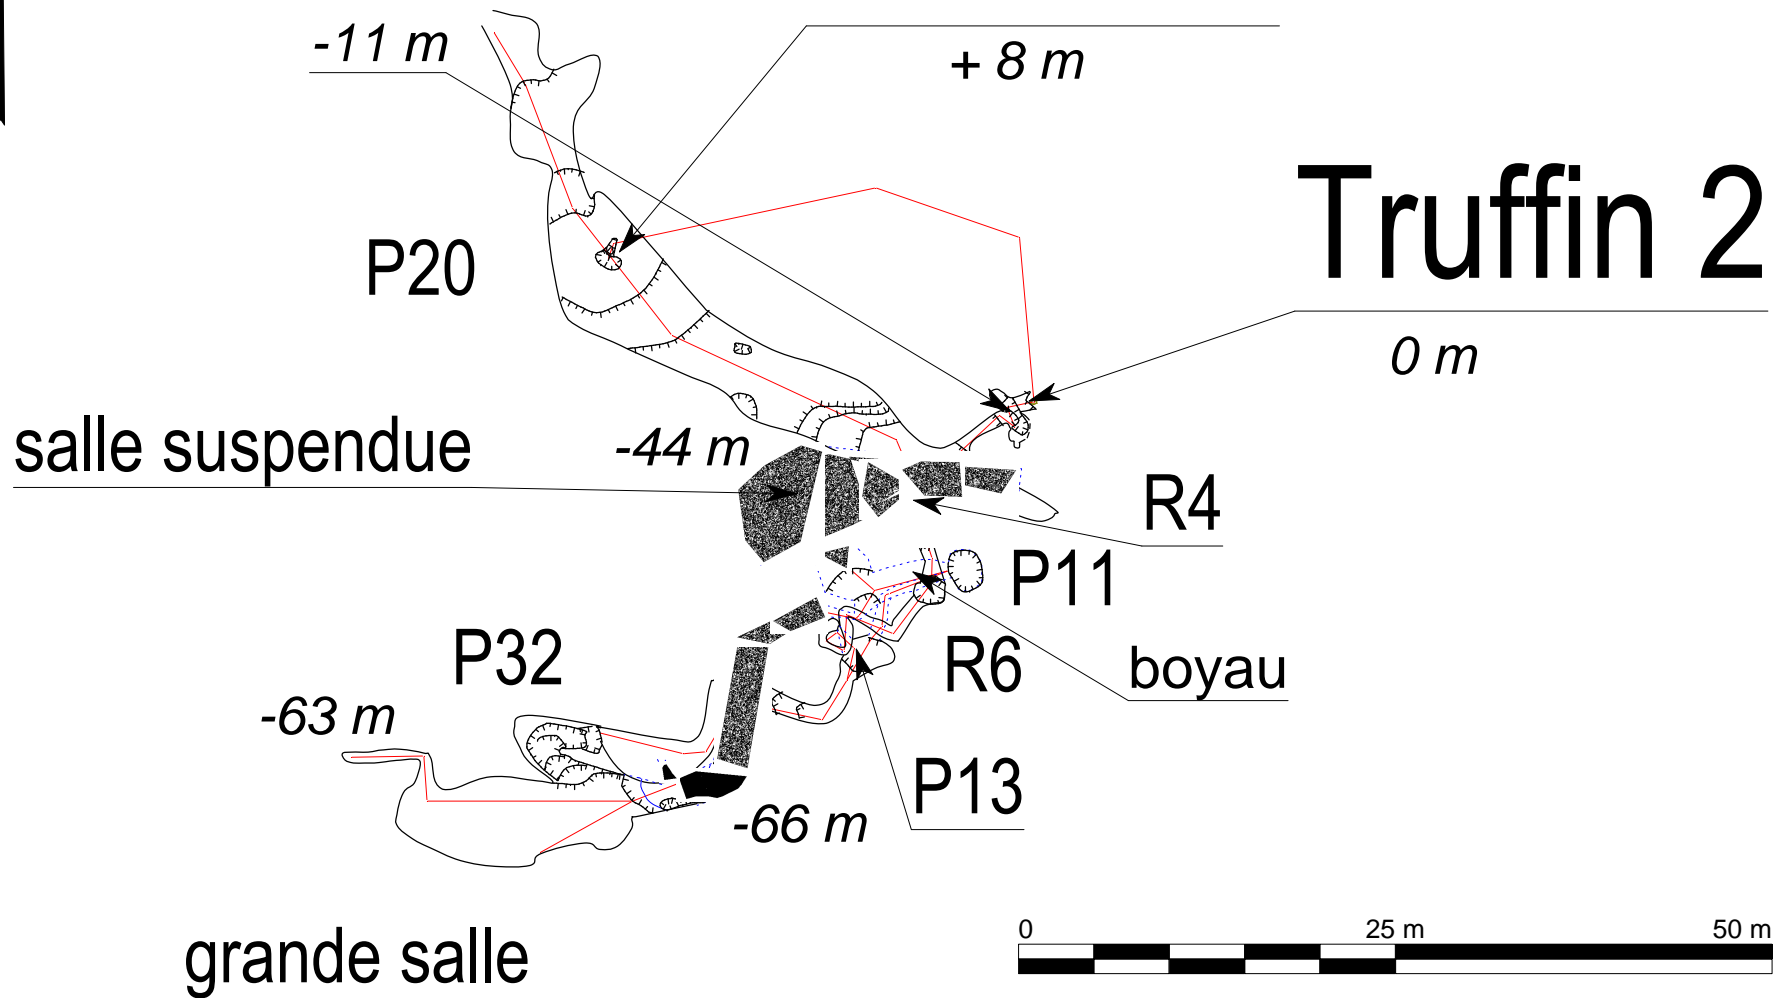 -11 m
+ 8 m
Truffin 2
P20
0 m
salle suspendue
-44 m
R4
P11
P32
R6
boyau
-63 m
P13
-66 m
grande salle
0 25 m 50 m